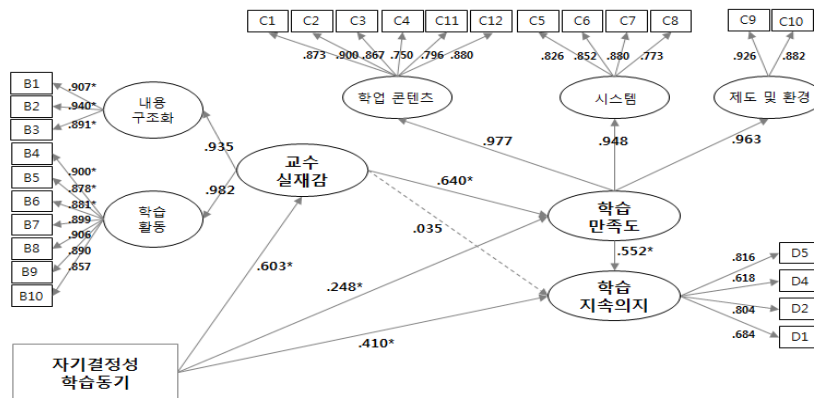 C1 C2 C3 C4 C11 C12 C5 C6 C7 C8 C9 C10
.873 .900 .867 .750 .796 .880 .826 .852 .880 .773 .926 .882
학업 콘텐츠 시스템 제도 및 환경
B1
B2
B3
B4
B5
B6
B7
B8
B9
B10
.907*
.940*
.891*
.900*
.878*
.881*
.899
.906
.890
.857
내용
구조화
학습
활동
.935
.982
교수
실재감
.977 .948 .963
.640*
.035
.603*
.248*
.410*
학습
만족도
.552*
학습
지속의지
.816
.618
.804
.684
D5
D4
D2
D1
자기결정성
학습동기